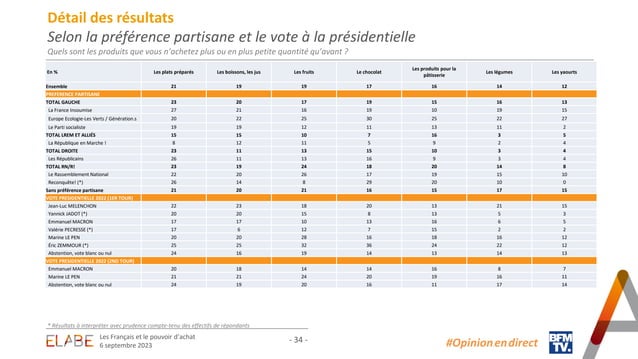 Détail des résultats
Selon la préférence partisane et le vote à la présidentielle
Quels sont les produits que vous n'achetez plus ou en plus petite quantité qu'avant ?
En % Les plats préparés Les boissons, les jus Les fruits Le chocolat Les produits pour la pâtisserie Les légumes Les yaourts
Ensemble 21 19 19 17 16 14 12
PREFERENCE PARTISANE
TOTAL GAUCHE 23 20 17 19 15 16 13
La France Insoumise 27 21 16 19 10 19 15
Europe Ecologie-Les Verts / Génération.s 20 22 25 30 25 22 27
Le Parti socialiste 19 19 12 11 13 11 2
TOTAL LREM ET ALLIÉS 15 15 10 7 16 3 5
La République en Marche ! 8 12 11 5 9 2 4
TOTAL DROITE 23 11 13 15 10 3 4
Les Républicains 26 11 13 16 9 3 4
TOTAL RN/R! 23 19 24 18 20 14 8
Le Rassemblement National 22 20 26 17 19 15 10
Reconquête! (*) 26 14 8 29 20 10 0
Sans préférence partisane 21 20 21 16 15 17 15
VOTE PRESIDENTIELLE 2022 (1ER TOUR)
Jean-Luc MELENCHON 22 23 18 20 13 21 15
Yannick JADOT (*) 20 20 15 8 13 5 3
Emmanuel MACRON 17 17 10 13 16 6 5
Valérie PECRESSE (*) 17 6 12 7 15 2 2
Marine LE PEN 20 20 28 16 18 16 12
Éric ZEMMOUR (*) 25 25 32 36 24 22 12
Abstention, vote blanc ou nul 24 16 19 14 13 14 13
VOTE PRESIDENTIELLE 2022 (2ND TOUR)
Emmanuel MACRON 20 18 14 14 16 8 7
Marine LE PEN 21 21 24 20 19 16 11
Abstention, vote blanc ou nul 24 19 20 16 11 17 14
* Résultats à interpréter avec prudence compte-tenu des effectifs de répondants
ELABE
Les Français et le pouvoir d'achat
6 septembre 2023
- 34 -
#Opinion en direct
BFM TV.